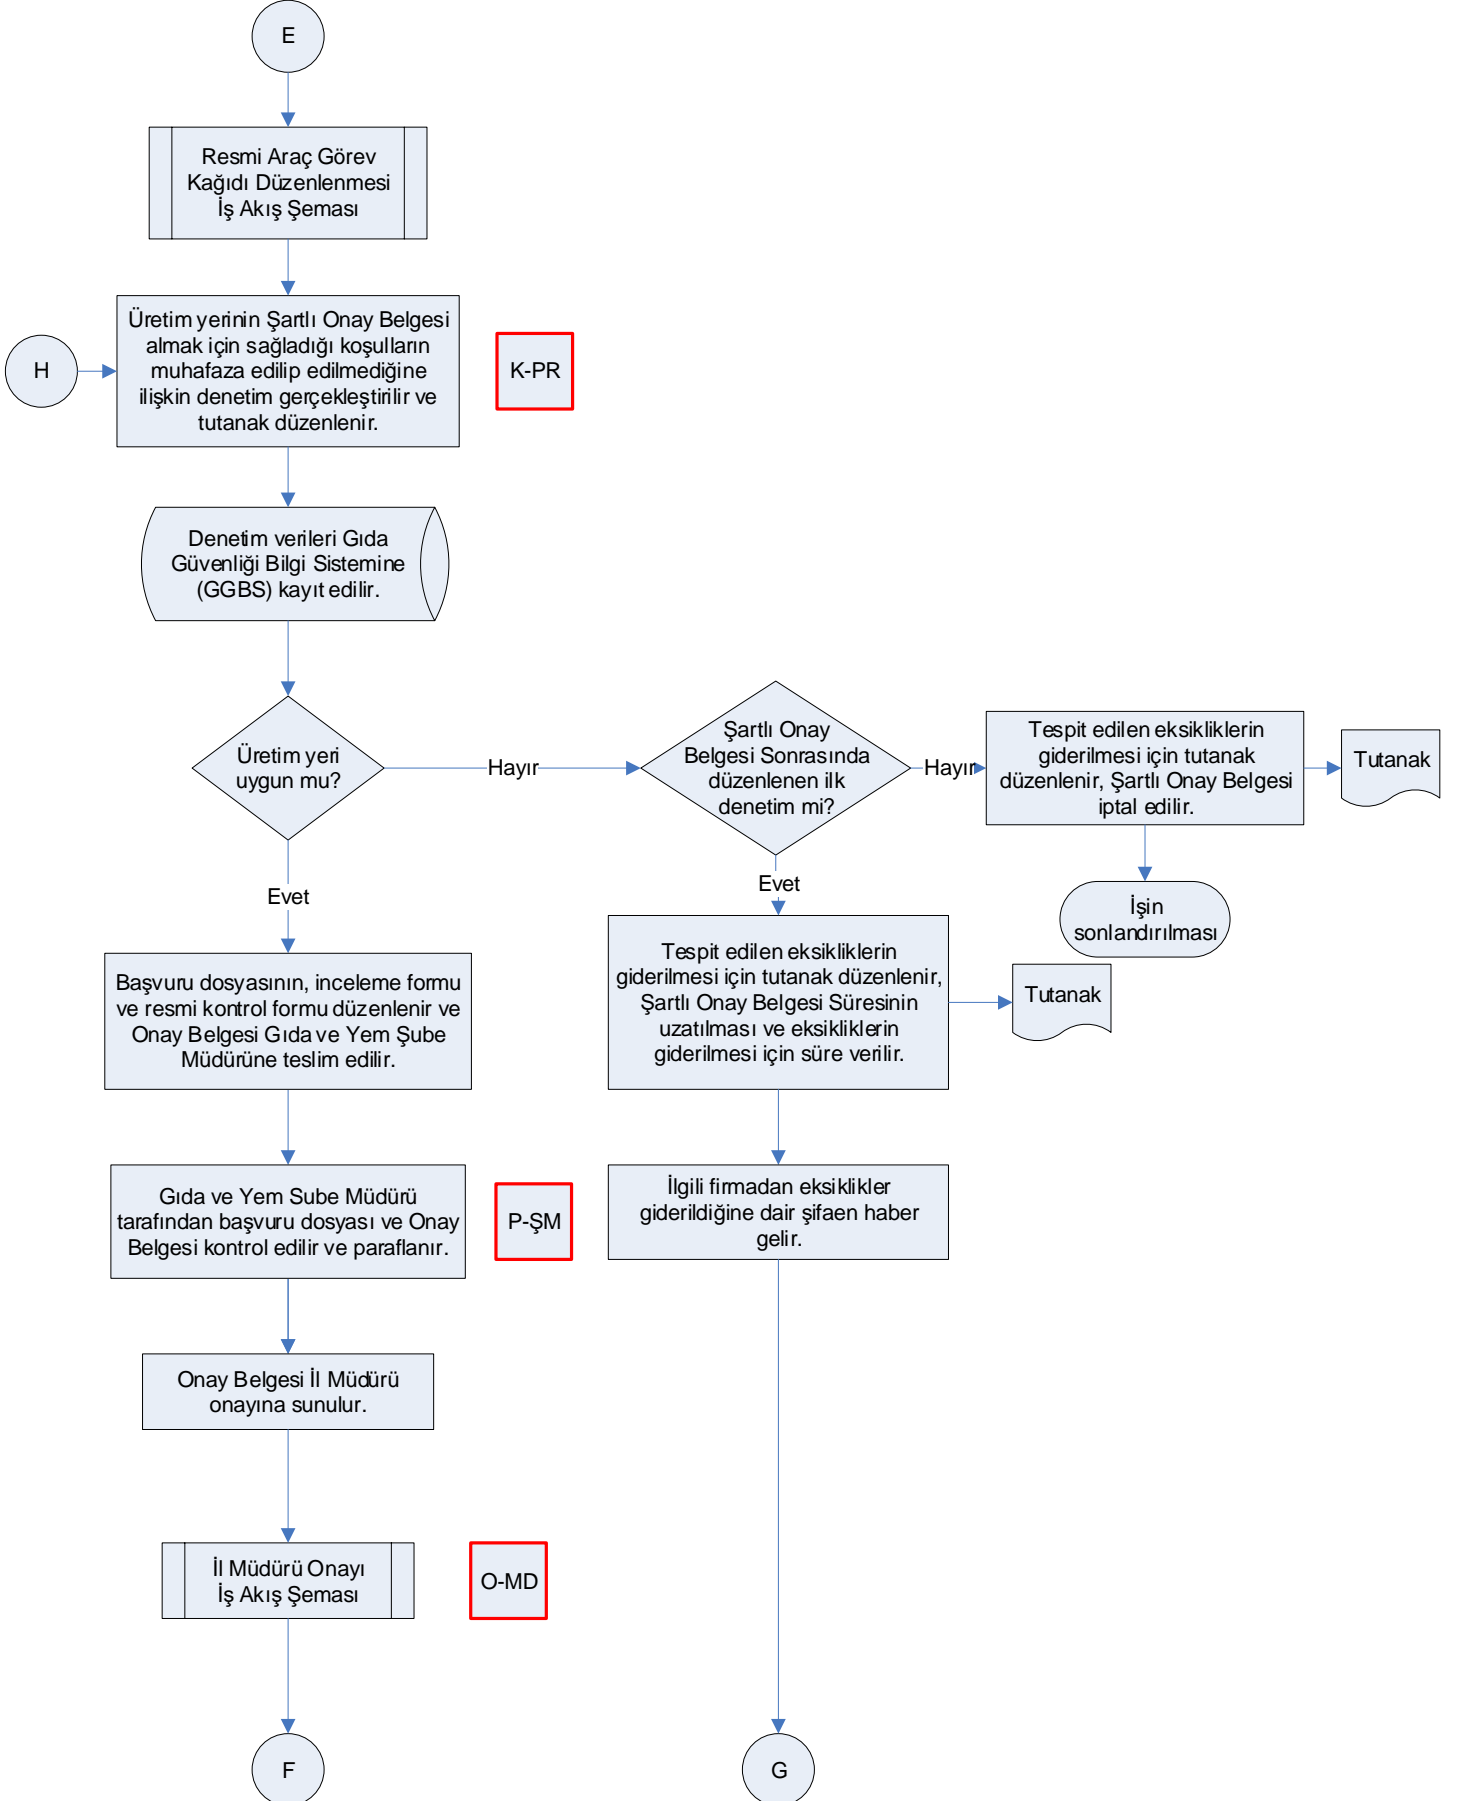 E
Resmi Araç Görev
Kağıdı Düzenlenmesi
İş Akış Şeması
H
Üretim yerinin Şartlı Onay Belgesi
almak için sağladığı koşulların
muhafaza edilip edilmediğine
ilişkin denetim gerçekleştirilir ve
tutanak düzenlenir.
K-PR
Denetim verileri Gıda
Güvenliği Bilgi Sistemine
(GGBS) kayıt edilir.
Üretim yeri
uygun mu?
Hayır
Şartlı Onay
Belgesi Sonrasında
düzenlenen ilk
denetim mi?
Hayır
Tespit edilen eksikliklerin
giderilmesi için tutanak
düzenlenir, Şartlı Onay Belgesi
iptal edilir.
Tutanak
İşin
sonlandırılması
Evet
Evet
Başvuru dosyasının, inceleme formu
ve resmi kontrol formu düzenlenir ve
Onay Belgesi Gıda ve Yem Şube
Müdürüne teslim edilir.
Tespit edilen eksikliklerin
giderilmesi için tutanak düzenlenir,
Şartlı Onay Belgesi Süresinin
uzatılması ve eksikliklerin
giderilmesi için süre verilir.
Tutanak
Gıda ve Yem Sube Müdürü
tarafından başvuru dosyası ve Onay
Belgesi kontrol edilir ve paraflanır.
P-ŞM
İlgili firmadan eksiklikler
giderildiğine dair şifaen haber
gelir.
Onay Belgesi İl Müdürü
onayına sunulur.
İl Müdürü Onayı
İş Akış Şeması
O-MD
F
G